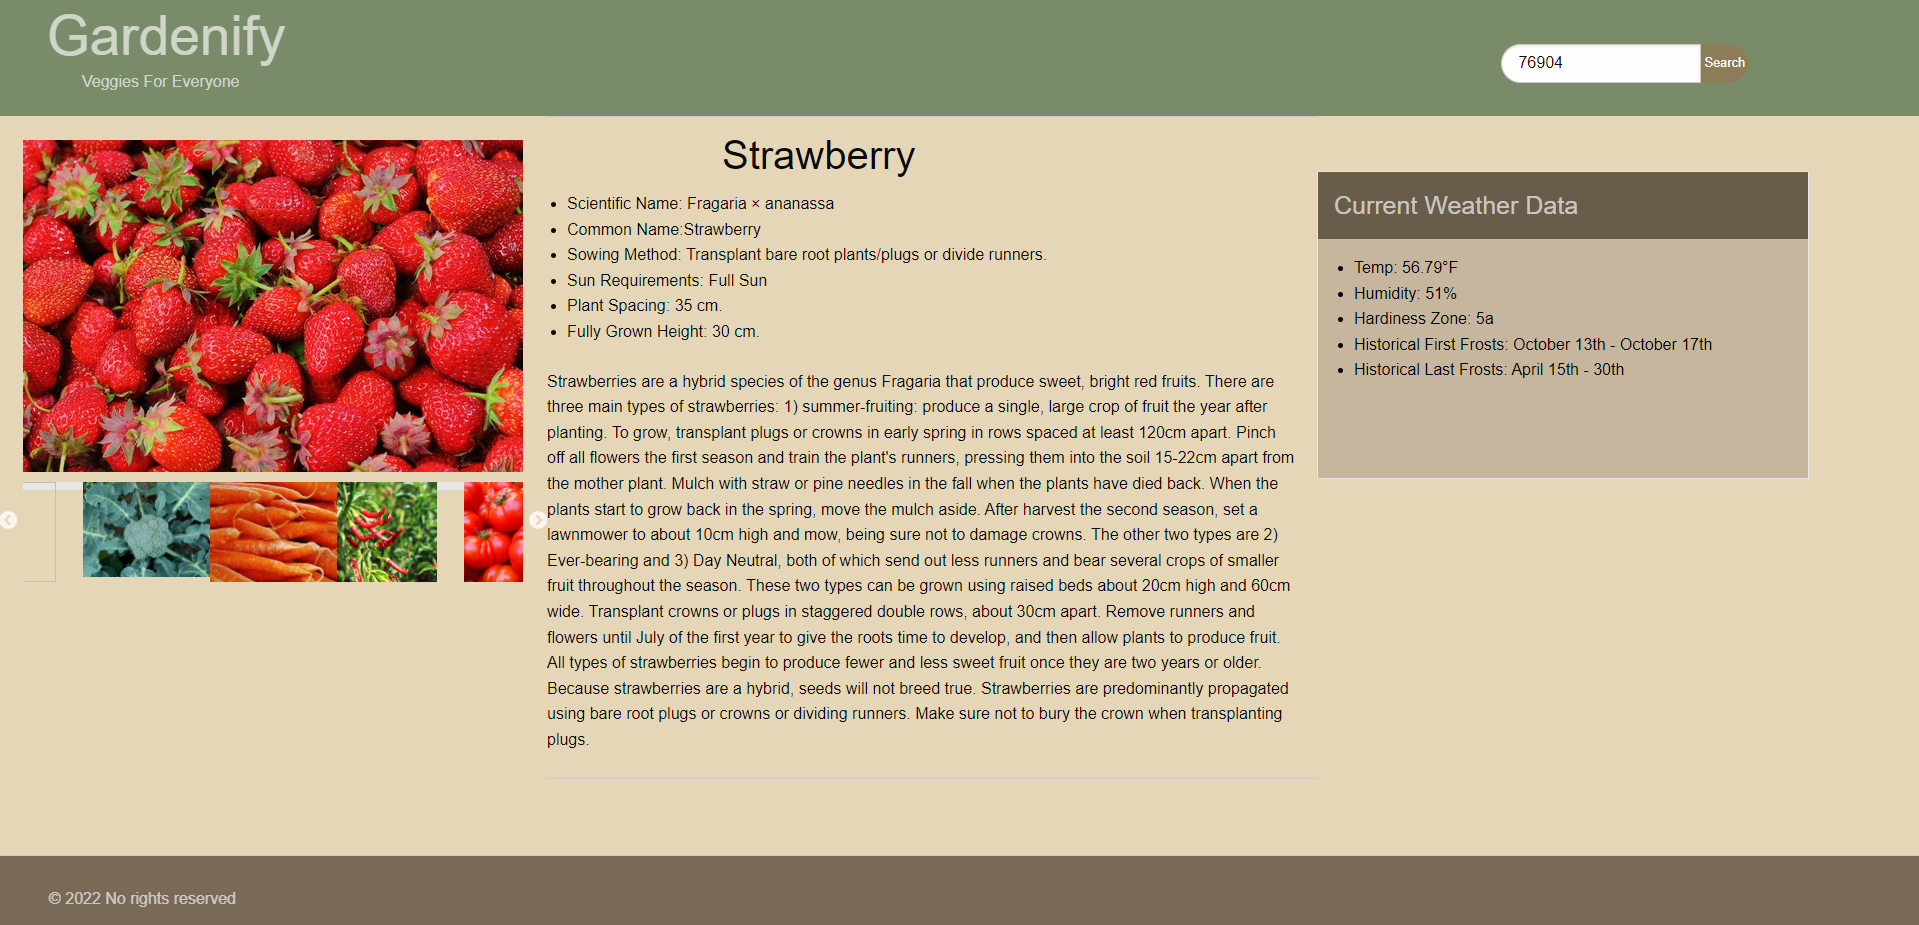 Gardenify
Veggies For Everyone
76904
Search
Strawberry
Scientific Name: Fragaria × ananassa
Common Name:Strawberry
Sowing Method: Transplant bare root plants/plugs or divide runners.
Sun Requirements: Full Sun
Plant Spacing: 35 cm.
Fully Grown Height: 30 cm.
Strawberries are a hybrid species of the genus Fragaria that produce sweet, bright red fruits. There are
three main types of strawberries: 1) summer-fruiting: produce a single, large crop of fruit the year after
planting. To grow, transplant plugs or crowns in early spring in rows spaced at least 120cm apart. Pinch
off all flowers the first season and train the plant's runners, pressing them into the soil 15-22cm apart from
the mother plant. Mulch with straw or pine needles in the fall when the plants have died back. When the
plants start to grow back in the spring, move the mulch aside. After harvest the second season, set a
lawnmower to about 10cm high and mow, being sure not to damage crowns. The other two types are 2)
Ever-bearing and 3) Day Neutral, both of which send out less runners and bear several crops of smaller
fruit throughout the season. These two types can be grown using raised beds about 20cm high and 60cm
wide. Transplant crowns or plugs in staggered double rows, about 30cm apart. Remove runners and
flowers until July of the first year to give the roots time to develop, and then allow plants to produce fruit.
All types of strawberries begin to produce fewer and less sweet fruit once they are two years or older.
Because strawberries are a hybrid, seeds will not breed true. Strawberries are predominantly propagated
using bare root plugs or crowns or dividing runners. Make sure not to bury the crown when transplanting
plugs.
Current Weather Data
Temp: 56.79°F
Humidity: 51%
Hardiness Zone: 5a
Historical First Frosts: October 13th - October 17th
Historical Last Frosts: April 15th - 30th
© 2022 No rights reserved